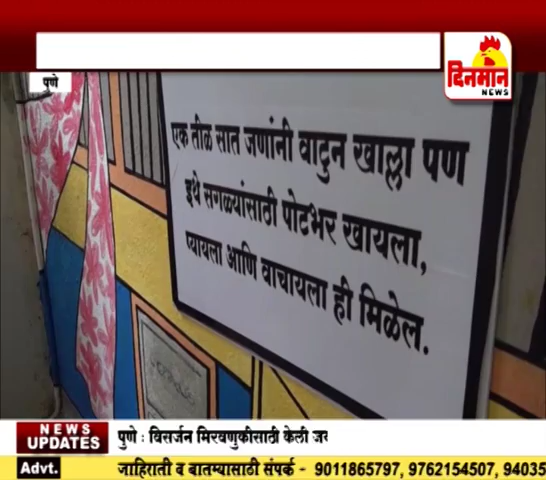 दिनमान
NEWS
पुणे
एक तीळ सात जणांनी वाटुन खाल्ला पण
इथे सगळ्यांसाठी पोटभर खायला,
प्यायला आणि वाचायला ही मिळेल.
NEWS
UPDATES
पुणे : विसर्जन मिरवणुकीसाठी केली
Advt.
जाहिराती व बातम्यासाठी संपर्क - 9011865797, 9762154507, 94035